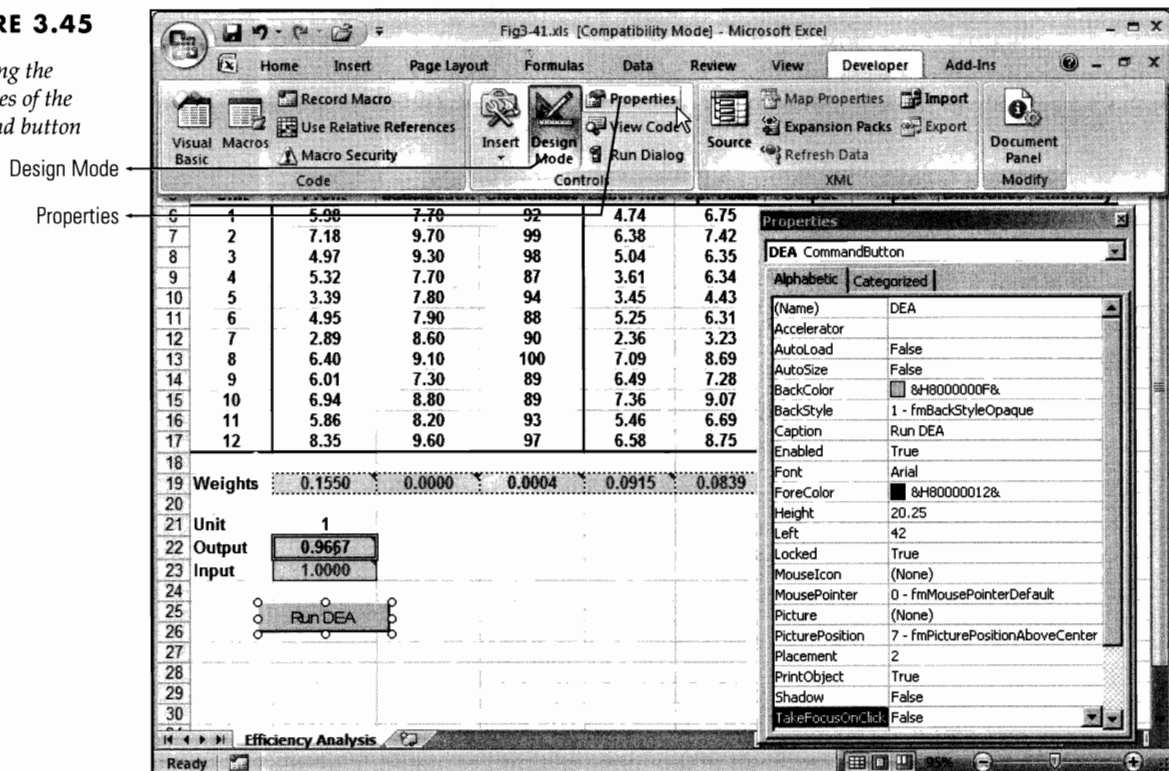 RE 3.45
ng the
es of the
d button
Design Mode
Properties
Fig3-41.xls [Compatibility Mode] - Microsoft Excel
Home Insert Page Layout Formulas Data Review View Developer Add-Ins
Visual Basic
Macros
Record Macro
Use Relative References
Macro Security
Code
Insert
Design Mode
Properties
View Code
Run Dialog
Controls
Source
Map Properties
Expansion Packs
Refresh Data
Import
Export
XML
Document Panel
Modify
6 1 5.98 7.70 92 4.74 6.75
7 2 7.18 9.70 99 6.38 7.42
8 3 4.97 9.30 98 5.04 6.35
9 4 5.32 7.70 87 3.61 6.34
10 5 3.39 7.80 94 3.45 4.43
11 6 4.95 7.90 88 5.25 6.31
12 7 2.89 8.60 90 2.36 3.23
13 8 6.40 9.10 100 7.09 8.69
14 9 6.01 7.30 89 6.49 7.28
15 10 6.94 8.80 89 7.36 9.07
16 11 5.86 8.20 93 5.46 6.69
17 12 8.35 9.60 97 6.58 8.75
18
19 Weights 0.1550 0.0000 0.0004 0.0915 0.0839
20
21 Unit 1
22 Output 0.9667
23 Input 1.0000
24
25 Run DEA
26
27
28
29
30
Efficiency Analysis
Ready
95%
Properties
DEA CommandButton
Alphabetic Categorized
(Name) DEA
Accelerator
AutoLoad False
AutoSize False
BackColor &H8000000F&
BackStyle 1 - fmBackStyleOpaque
Caption Run DEA
Enabled True
Font Arial
ForeColor &H80000012&
Height 20.25
Left 42
Locked True
MouseIcon (None)
MousePointer 0 - fmMousePointerDefault
Picture (None)
PicturePosition 7 - fmPicturePositionAboveCenter
Placement 2
PrintObject True
Shadow False
TakeFocusOnClick False